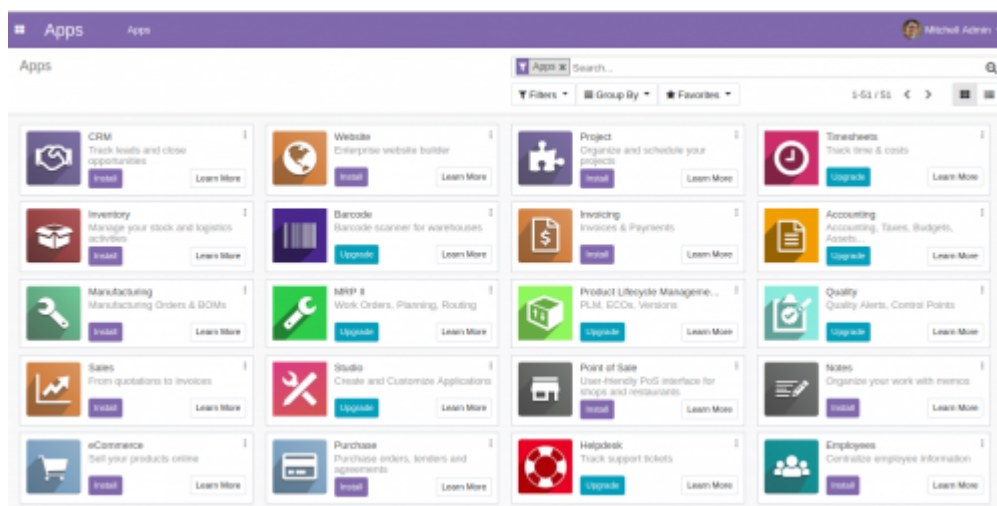 Apps Apps Mitchell Admin
Apps
Apps × Search...
Filters Group By Favorites 1-51 / 51
CRM
Track leads and close
opportunities
Install Learn More
Website
Enterprise website builder
Install Learn More
Project
Organize and schedule your
projects
Install Learn More
Timesheets
Track time & costs
Upgrade Learn More
Inventory
Manage your stock and logistics
activities
Install Learn More
Barcode
Barcode scanner for warehouses
Upgrade Learn More
Invoicing
Invoices & Payments
Install Learn More
Accounting
Accounting, Taxes, Budgets,
Assets...
Upgrade Learn More
Manufacturing
Manufacturing Orders & BOMs
Install Learn More
MRP II
Work Orders, Planning, Routing
Upgrade Learn More
Product Lifecycle Manageme...
PLM, ECOs, Versions
Upgrade Learn More
Quality
Quality Alerts, Control Points
Upgrade Learn More
Sales
From quotations to invoices
Install Learn More
Studio
Create and Customize Applications
Upgrade Learn More
Point of Sale
User-friendly PoS interface for
shops and restaurants
Install Learn More
Notes
Organize your work with memos
Install Learn More
eCommerce
Sell your products online
Install Learn More
Purchase
Purchase orders, tenders and
agreements
Install Learn More
Helpdesk
Track support tickets
Upgrade Learn More
Employees
Centralize employee information
Install Learn More